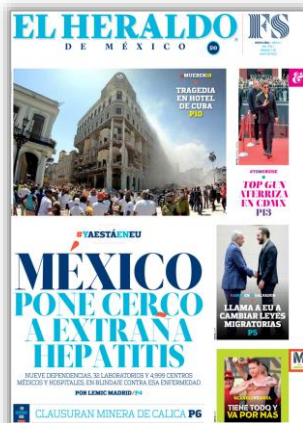 EL HERALDO
DE MÉXICO
FS
#MUEREN18
TRAGEDIA
EN HOTEL
DE CUBA
P10
#TOMCRUISE
TOP GUN
ATERRIZA
EN CDMX
P13
#YAESTÁENEU
MÉXICO
PONE CERCO
A EXTRAÑA
HEPATITIS
NUEVE DEPENDENCIAS, 32 LABORATORIOS Y 4,999 CENTROS
MÉDICOS Y HOSPITALES, EN BLINDAJE CONTRA ESA ENFERMEDAD
POR LEMIC MADRID/P4
LLAMA A EU A
CAMBIAR LEYES
MIGRATORIAS
P5
TIENE TODO Y
VA POR MÁS
CLAUSURAN MINERA DE CALICA P6